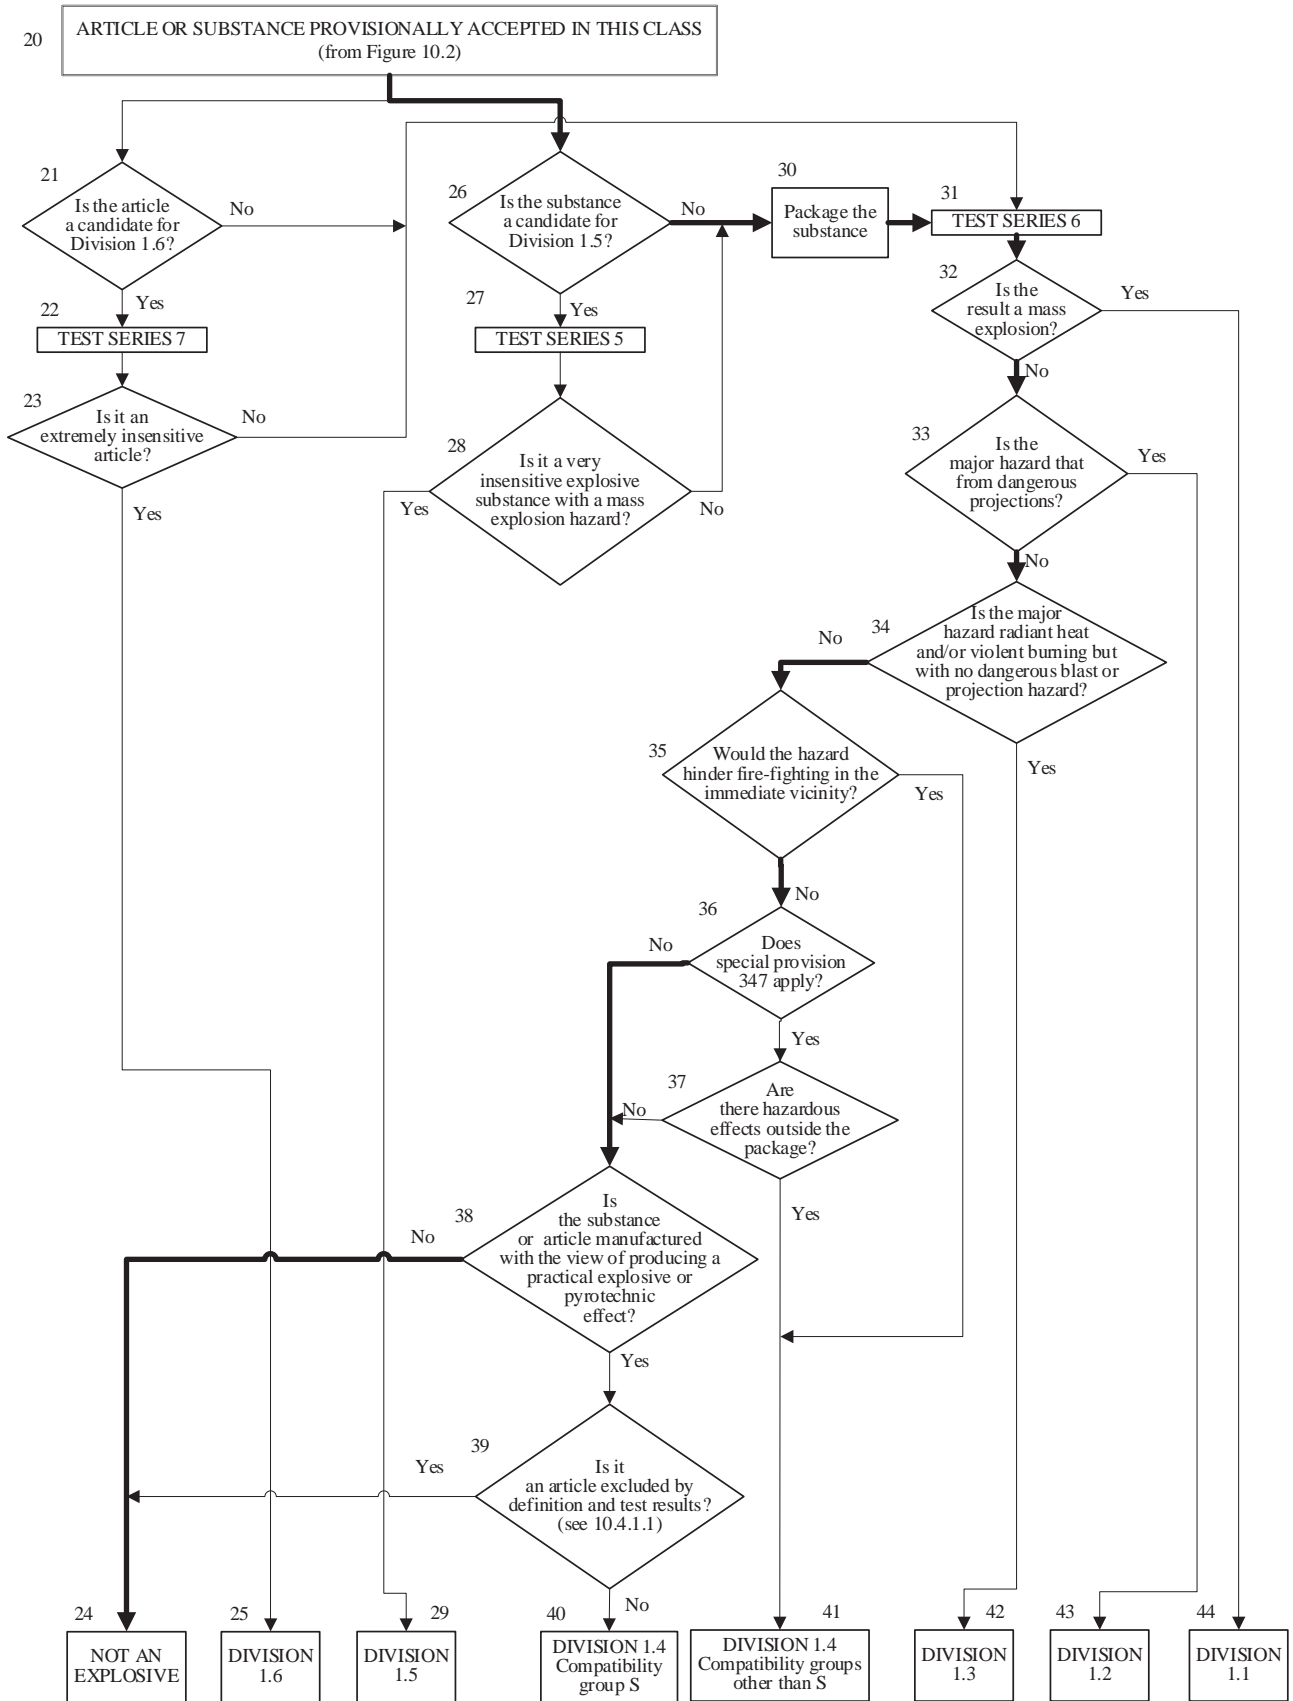 20
ARTICLE OR SUBSTANCE PROVISIONALLY ACCEPTED IN THIS CLASS
(from Figure 10.2)
21
Is the article
a candidate for
Division 1.6?
No
Yes
22
TEST SERIES 7
23
Is it an
extremely insensitive
article?
No
Yes
26
Is the substance
a candidate for
Division 1.5?
No
27
Yes
TEST SERIES 5
28
Is it a very
insensitive explosive
substance with a mass
explosion hazard?
Yes
No
30
Package the
substance
31
TEST SERIES 6
32
Is the
result a mass
explosion?
Yes
No
33
Is the
major hazard that
from dangerous
projections?
Yes
No
34
Is the major
hazard radiant heat
and/or violent burning but
with no dangerous blast or
projection hazard?
No
Yes
35
Would the hazard
hinder fire-fighting in the
immediate vicinity?
Yes
No
36
Does
special provision
347 apply?
No
Yes
37
Are
there hazardous
effects outside the
package?
No
Yes
38
Is
the substance
or article manufactured
with the view of producing a
practical explosive or
pyrotechnic
effect?
No
Yes
39
Is it
an article excluded by
definition and test results?
(see 10.4.1.1)
Yes
No
24
NOT AN
EXPLOSIVE
25
DIVISION
1.6
29
DIVISION
1.5
40
DIVISION 1.4
Compatibility
group S
41
DIVISION 1.4
Compatibility groups
other than S
42
DIVISION
1.3
43
DIVISION
1.2
44
DIVISION
1.1